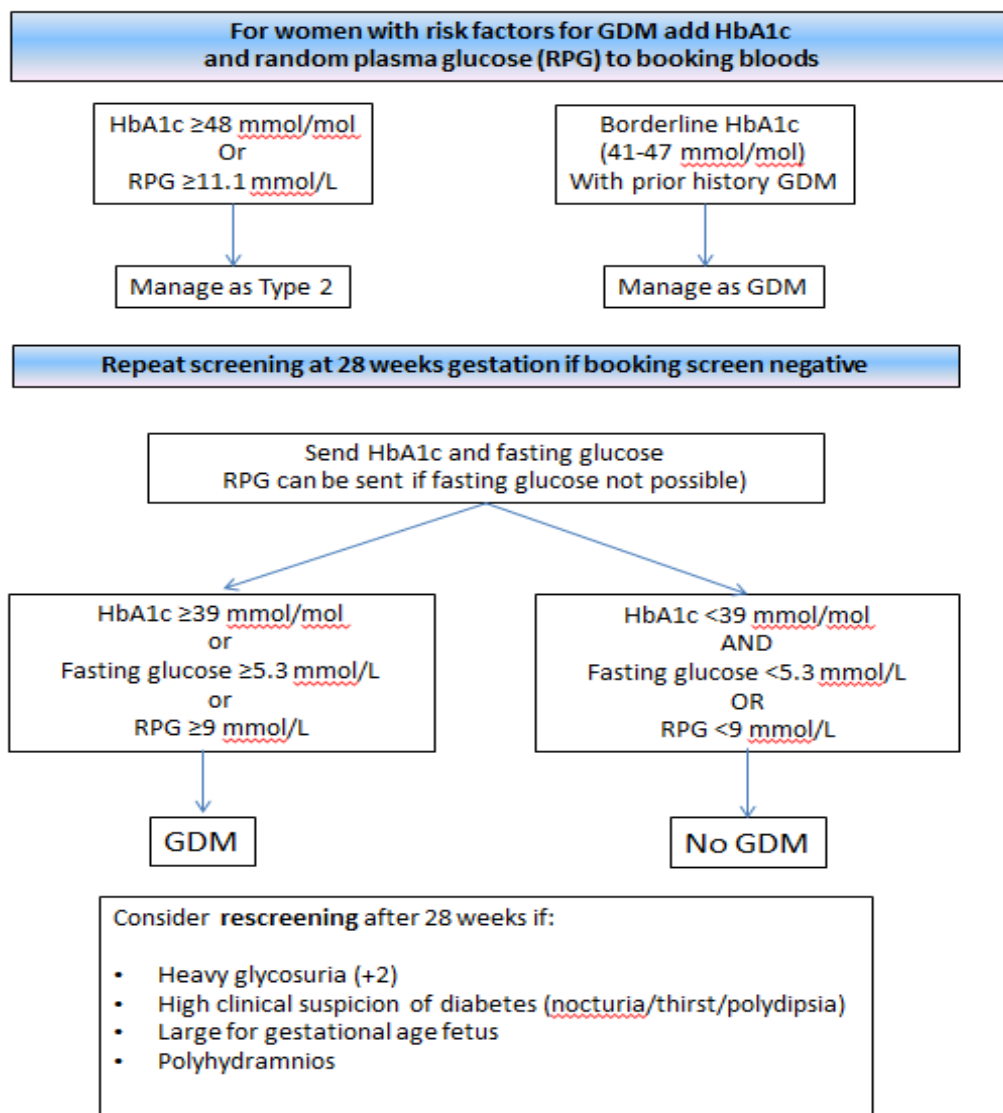 For women with risk factors for GDM add HbA1c
and random plasma glucose (RPG) to booking bloods
HbA1c ≥48 mmol/mol
Or
RPG ≥11.1 mmol/L
Borderline HbA1c
(41-47 mmol/mol)
With prior history GDM
Manage as Type 2
Manage as GDM
Repeat screening at 28 weeks gestation if booking screen negative
Send HbA1c and fasting glucose
RPG can be sent if fasting glucose not possible)
HbA1c ≥39 mmol/mol
or
Fasting glucose ≥5.3 mmol/L
or
RPG ≥9 mmol/L
HbA1c <39 mmol/mol
AND
Fasting glucose <5.3 mmol/L
OR
RPG <9 mmol/L
GDM
No GDM
Consider rescreening after 28 weeks if:
• Heavy glycosuria (+2)
• High clinical suspicion of diabetes (nocturia/thirst/polydipsia)
• Large for gestational age fetus
• Polyhydramnios